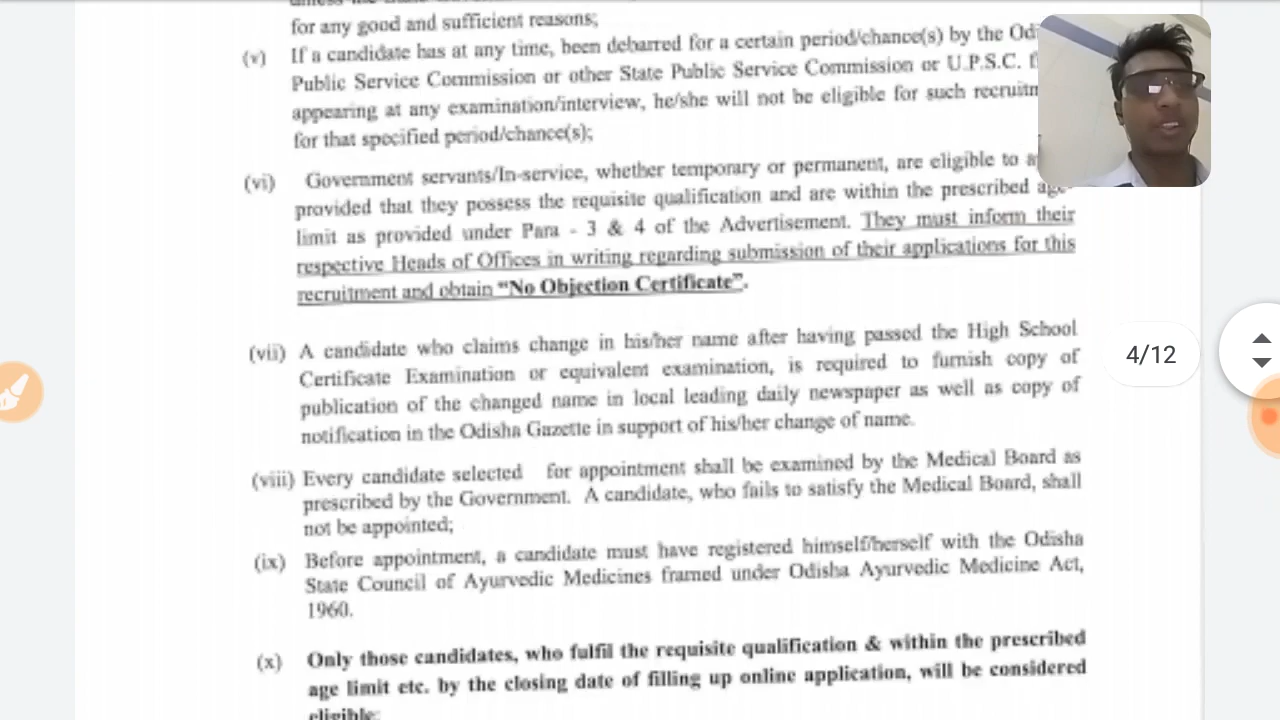 for any good and sufficient reasons;
(v) If a candidate has at any time, been debarred for a certain period/chance(s) by the
Public Service Commission or other State Public Service Commission or U.P.S.C.
appearing at any examination/interview, he/she will not be eligible for such
for that specified period/chance(s);
(vi) Government servants/In-service, whether temporary or permanent, are eligible to
provided that they possess the requisite qualification and are within the prescribed age
limit as provided under Para - 3 & 4 of the Advertisement. They must inform their
respective Heads of Offices in writing regarding submission of their applications for this
recruitment and obtain “No Objection Certificate”.
(vii) A candidate who claims change in his/her name after having passed the High School
Certificate Examination or equivalent examination, is required to furnish copy of
publication of the changed name in local leading daily newspaper as well as copy of
notification in the Odisha Gazette in support of his/her change of name.
4/12
(viii) Every candidate selected for appointment shall be examined by the Medical Board as
prescribed by the Government. A candidate, who fails to satisfy the Medical Board, shall
not be appointed;
(ix) Before appointment, a candidate must have registered himself/herself with the Odisha
State Council of Ayurvedic Medicines framed under Odisha Ayurvedic Medicine Act,
1960.
(x) Only those candidates, who fulfil the requisite qualification & within the prescribed
age limit etc. by the closing date of filling up online application, will be considered
eligible;